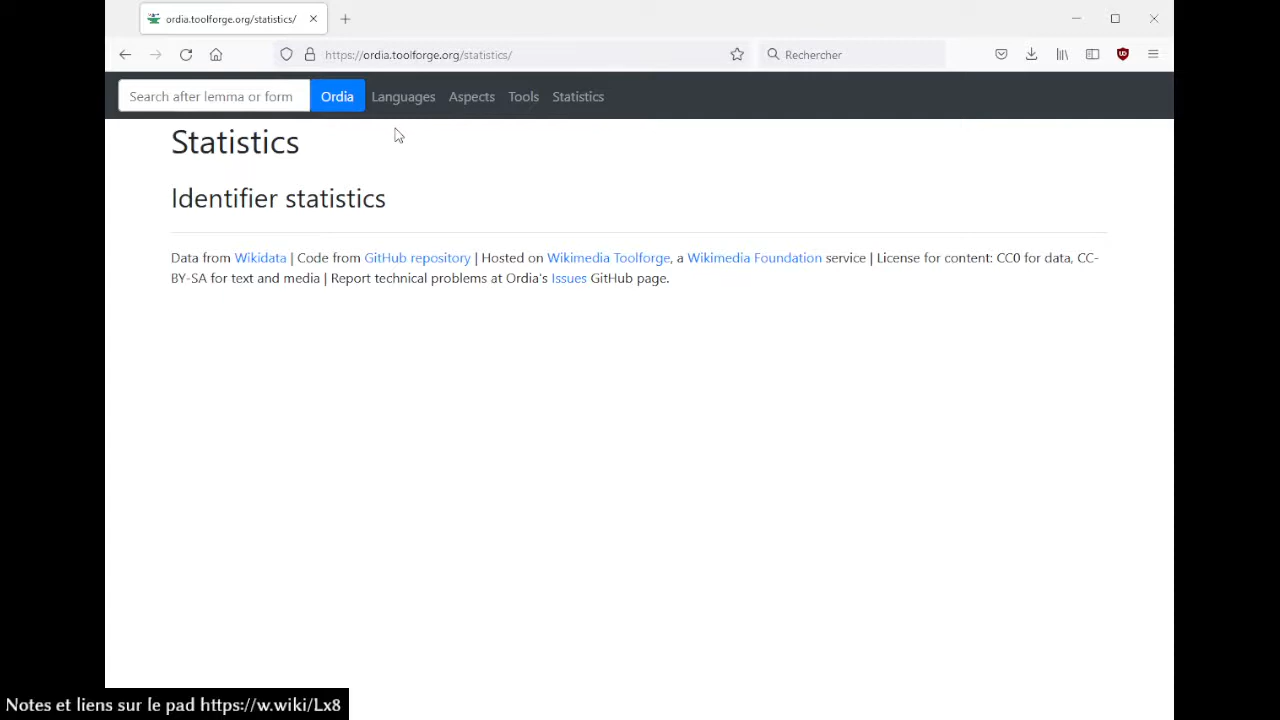 ordia.toolforge.org/statistics/
https://ordia.toolforge.org/statistics/
Rechercher
Search after lemma or form Ordia Languages Aspects Tools Statistics
Statistics
Identifier statistics
Data from Wikidata | Code from GitHub repository | Hosted on Wikimedia Toolforge, a Wikimedia Foundation service | License for content: CC0 for data, CC-
BY-SA for text and media | Report technical problems at Ordia's Issues GitHub page.
Notes et liens sur le pad https://w.wiki/Lx8